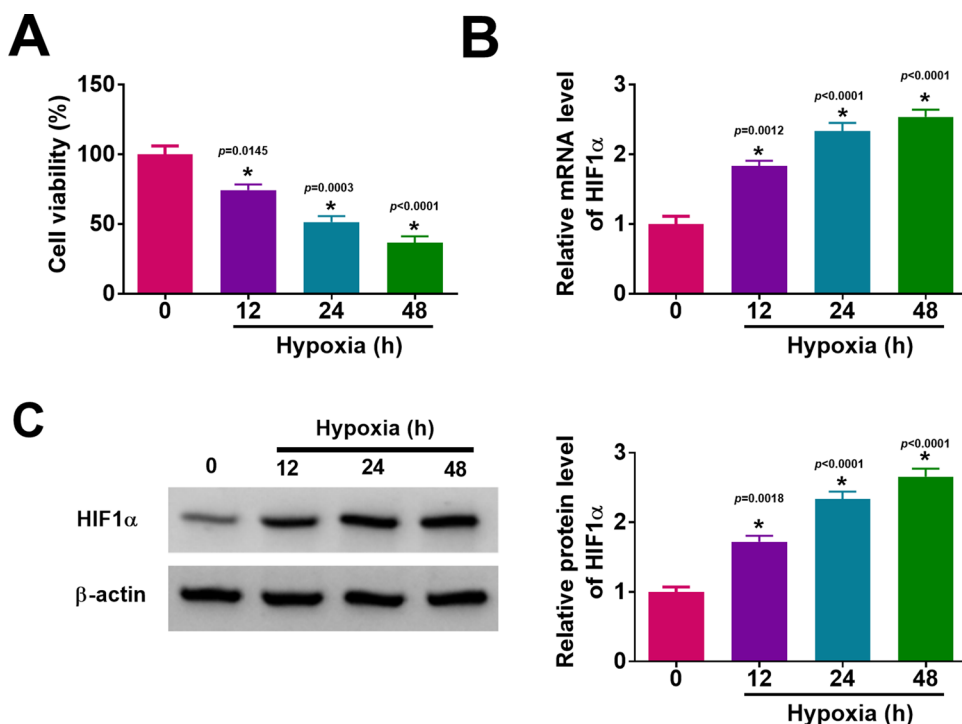 A
Cell viability (%)
150
100
50
0
p=0.0145
*
p=0.0003
*
p<0.0001
*
0 12 24 48
Hypoxia (h)
B
Relative mRNA level
of HIF1α
3
2
1
0
p=0.0012
*
p<0.0001
*
p<0.0001
*
0 12 24 48
Hypoxia (h)
C
Hypoxia (h)
0 12 24 48
HIF1α
β-actin
Relative protein level
of HIF1α
3
2
1
0
p=0.0018
*
p<0.0001
*
p<0.0001
*
0 12 24 48
Hypoxia (h)